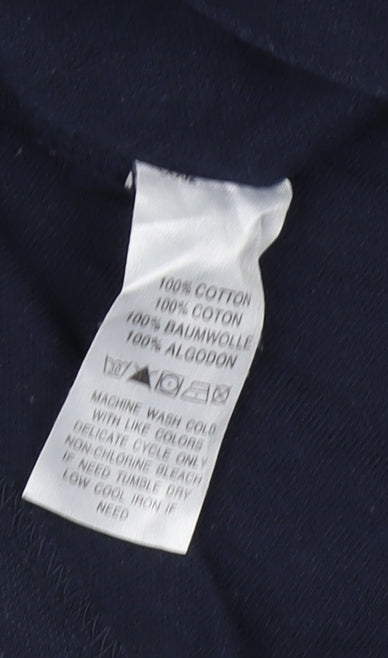 100% COTTON
100% COTON
100% BAUMWOLLE
100% ALGODON
MACHINE WASH COLD
WITH LIKE COLORS
DELICATE CYCLE ONLY
NON-CHLORINE BLEACH
IF NEED TUMBLE DRY
LOW COOL IRON IF
NEED